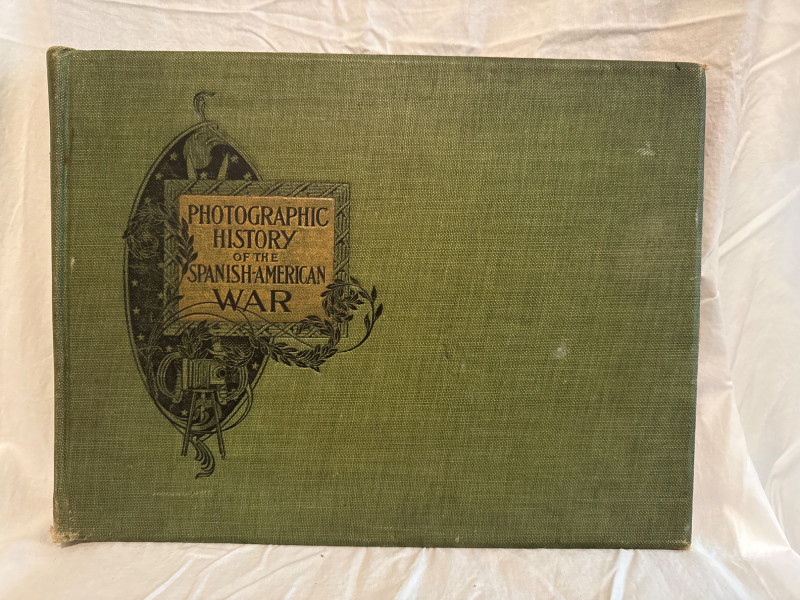 PHOTOGRAPHIC
HISTORY
OF THE
SPANISH-AMERICAN
WAR